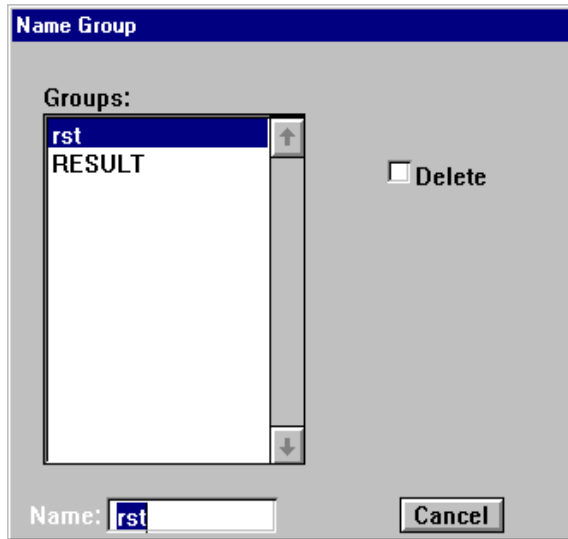 Name Group
Groups:
rst
RESULT
Delete
Name: rst
Cancel